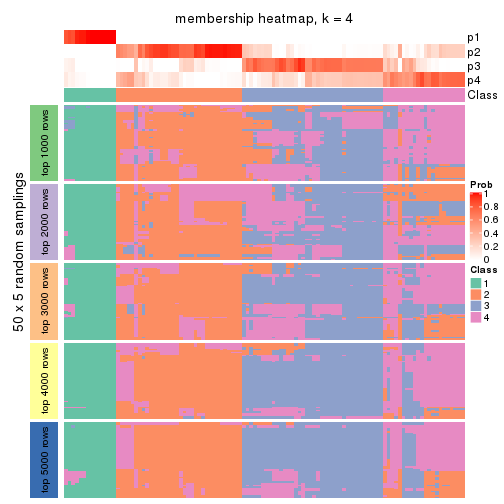 membership heatmap, k = 4
p1
p2
p3
p4
Class
50 x 5 random samplings
top 1000 rows
top 2000 rows
top 3000 rows
top 4000 rows
top 5000 rows
Prob
1
0.8
0.6
0.4
0.2
0
Class
1
2
3
4